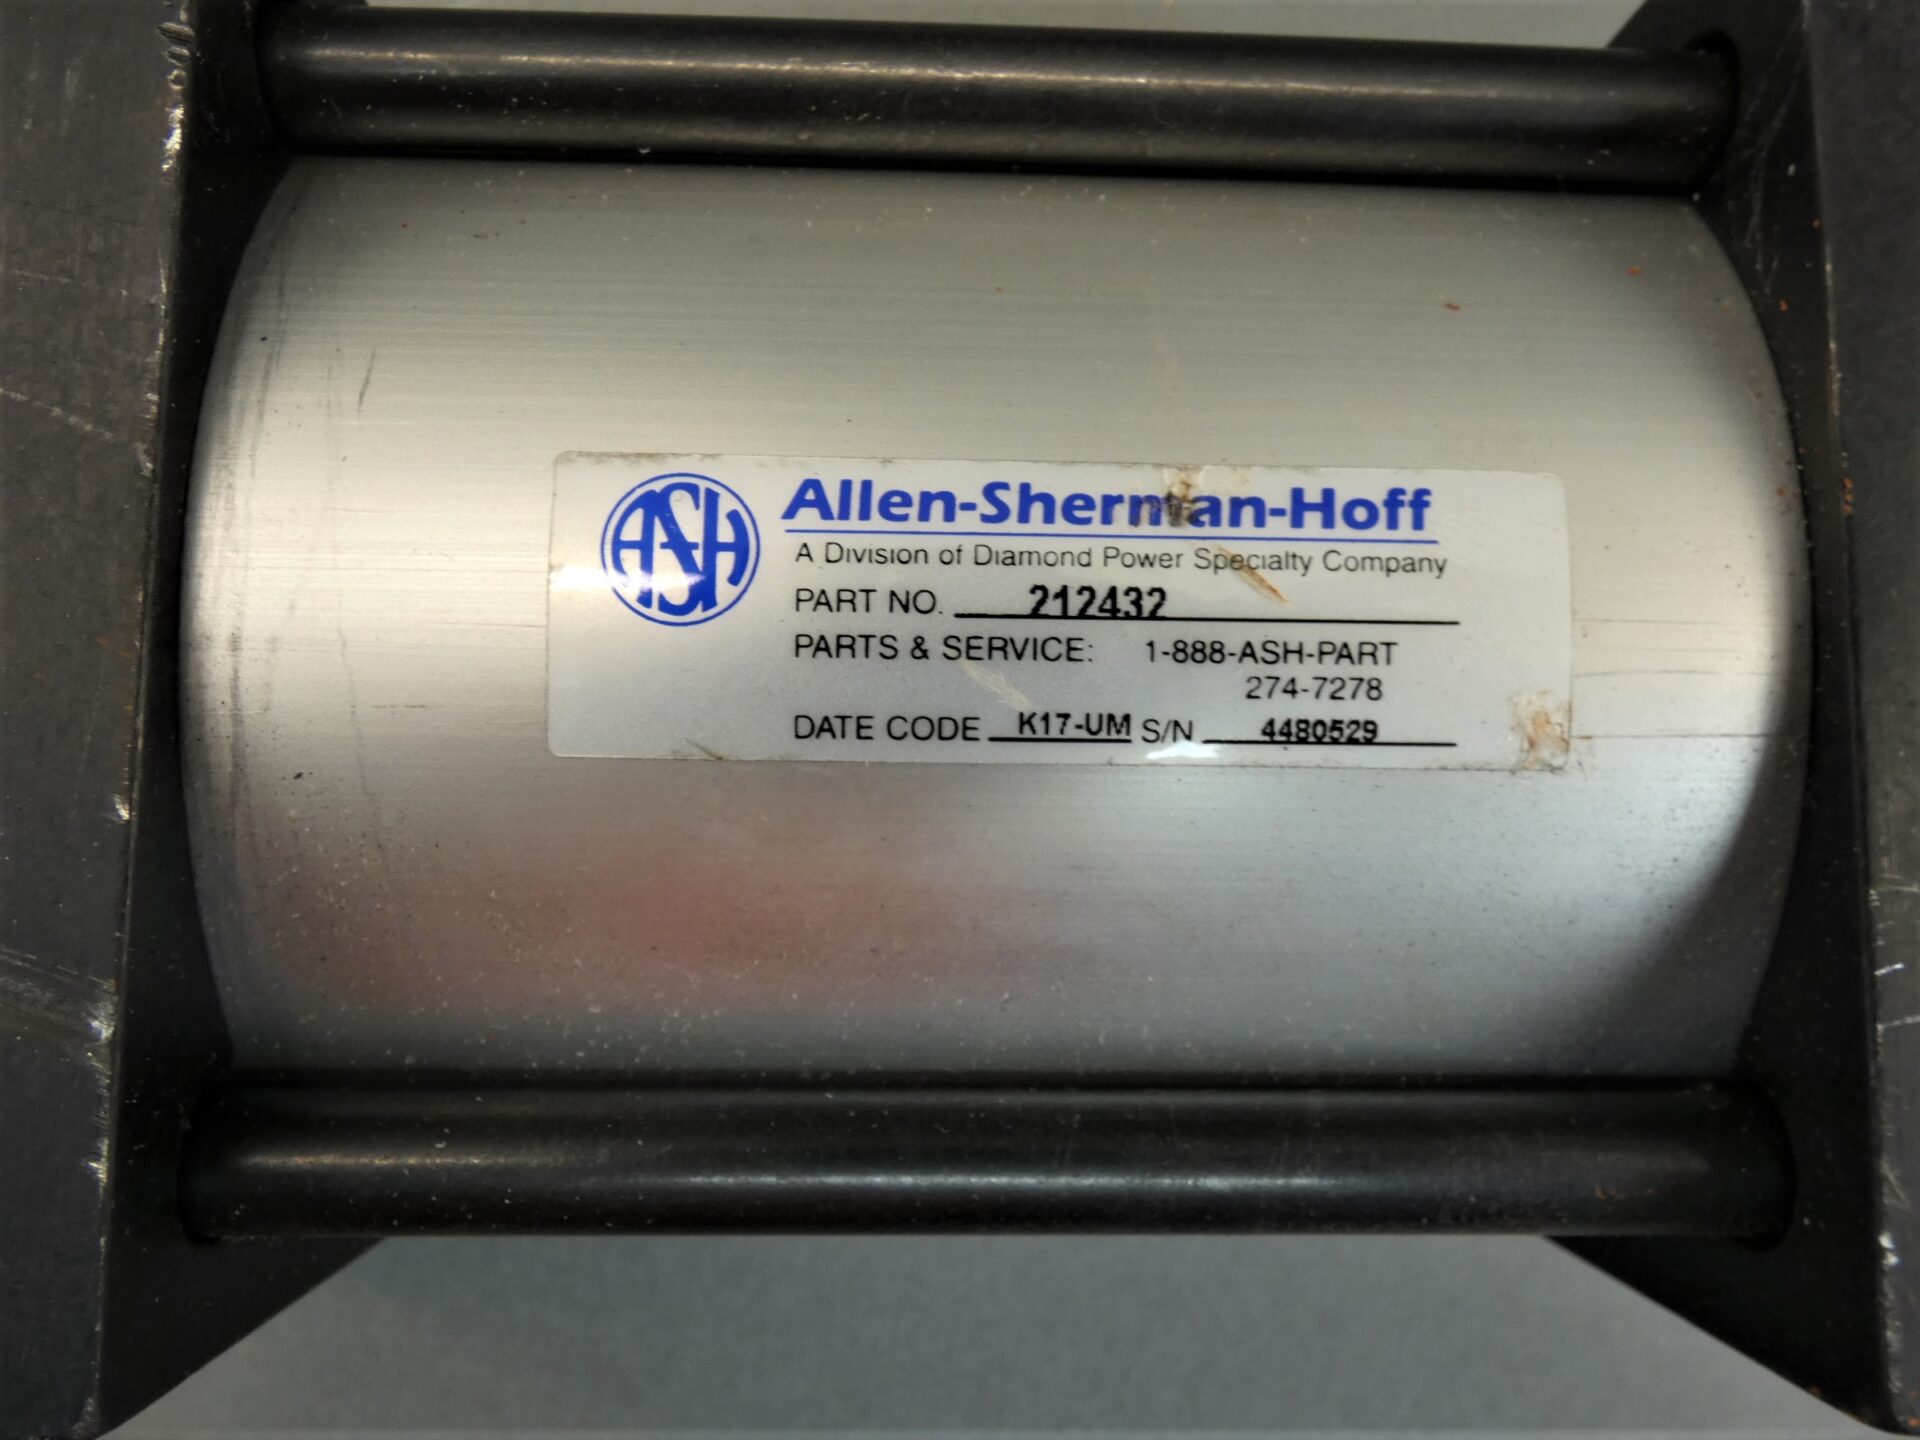 ASH
Allen-Sherman-Hoff
A Division of Diamond Power Specialty Company
PART NO. 212432
PARTS & SERVICE: 1-888-ASH-PART
274-7278
DATE CODE K17-UM S/N 4480529